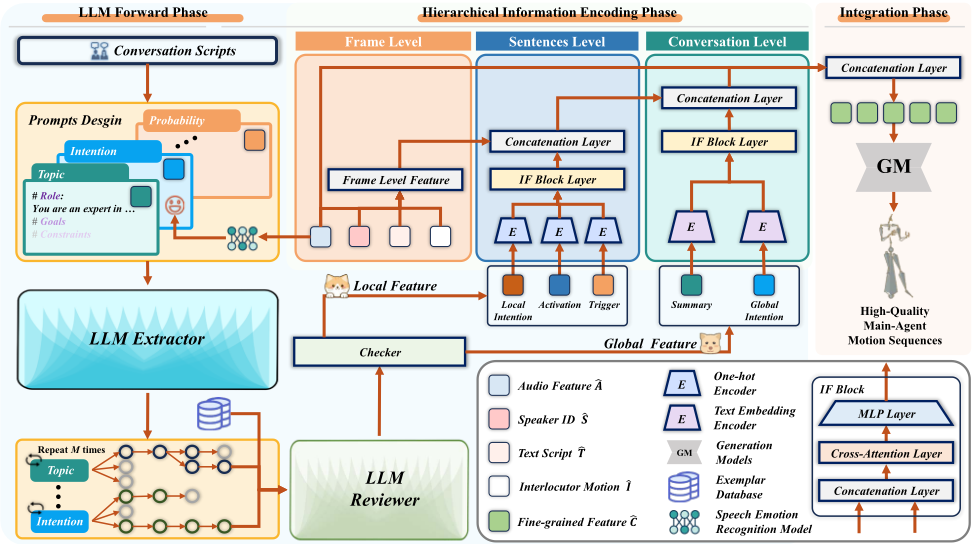 LLM Forward Phase
Hierarchical Information Encoding Phase
Integration Phase
Conversation Scripts
Prompts Desgin
Probability
Intention
Topic
# Role:
You are an expert in …
# Goals
# Constraints
LLM Extractor
Repeat M times
Topic
Intention
LLM
Reviewer
Checker
Local Feature
Global Feature
Frame Level
Frame Level Feature
Sentences Level
Concatenation Layer
IF Block Layer
E
E
E
Local
Intention
Activation
Trigger
Conversation Level
Concatenation Layer
IF Block Layer
E
E
Summary
Global
Intention
Concatenation Layer
GM
High-Quality
Main-Agent
Motion Sequences
Audio Feature Â
Speaker ID Ŝ
Text Script T̂
Interlocutor Motion Î
Fine-grained Feature Ĉ
E
One-hot
Encoder
E
Text Embedding
Encoder
GM
Generation
Models
Exemplar
Database
Speech Emotion
Recognition Model
IF Block
MLP Layer
Cross-Attention Layer
Concatenation Layer